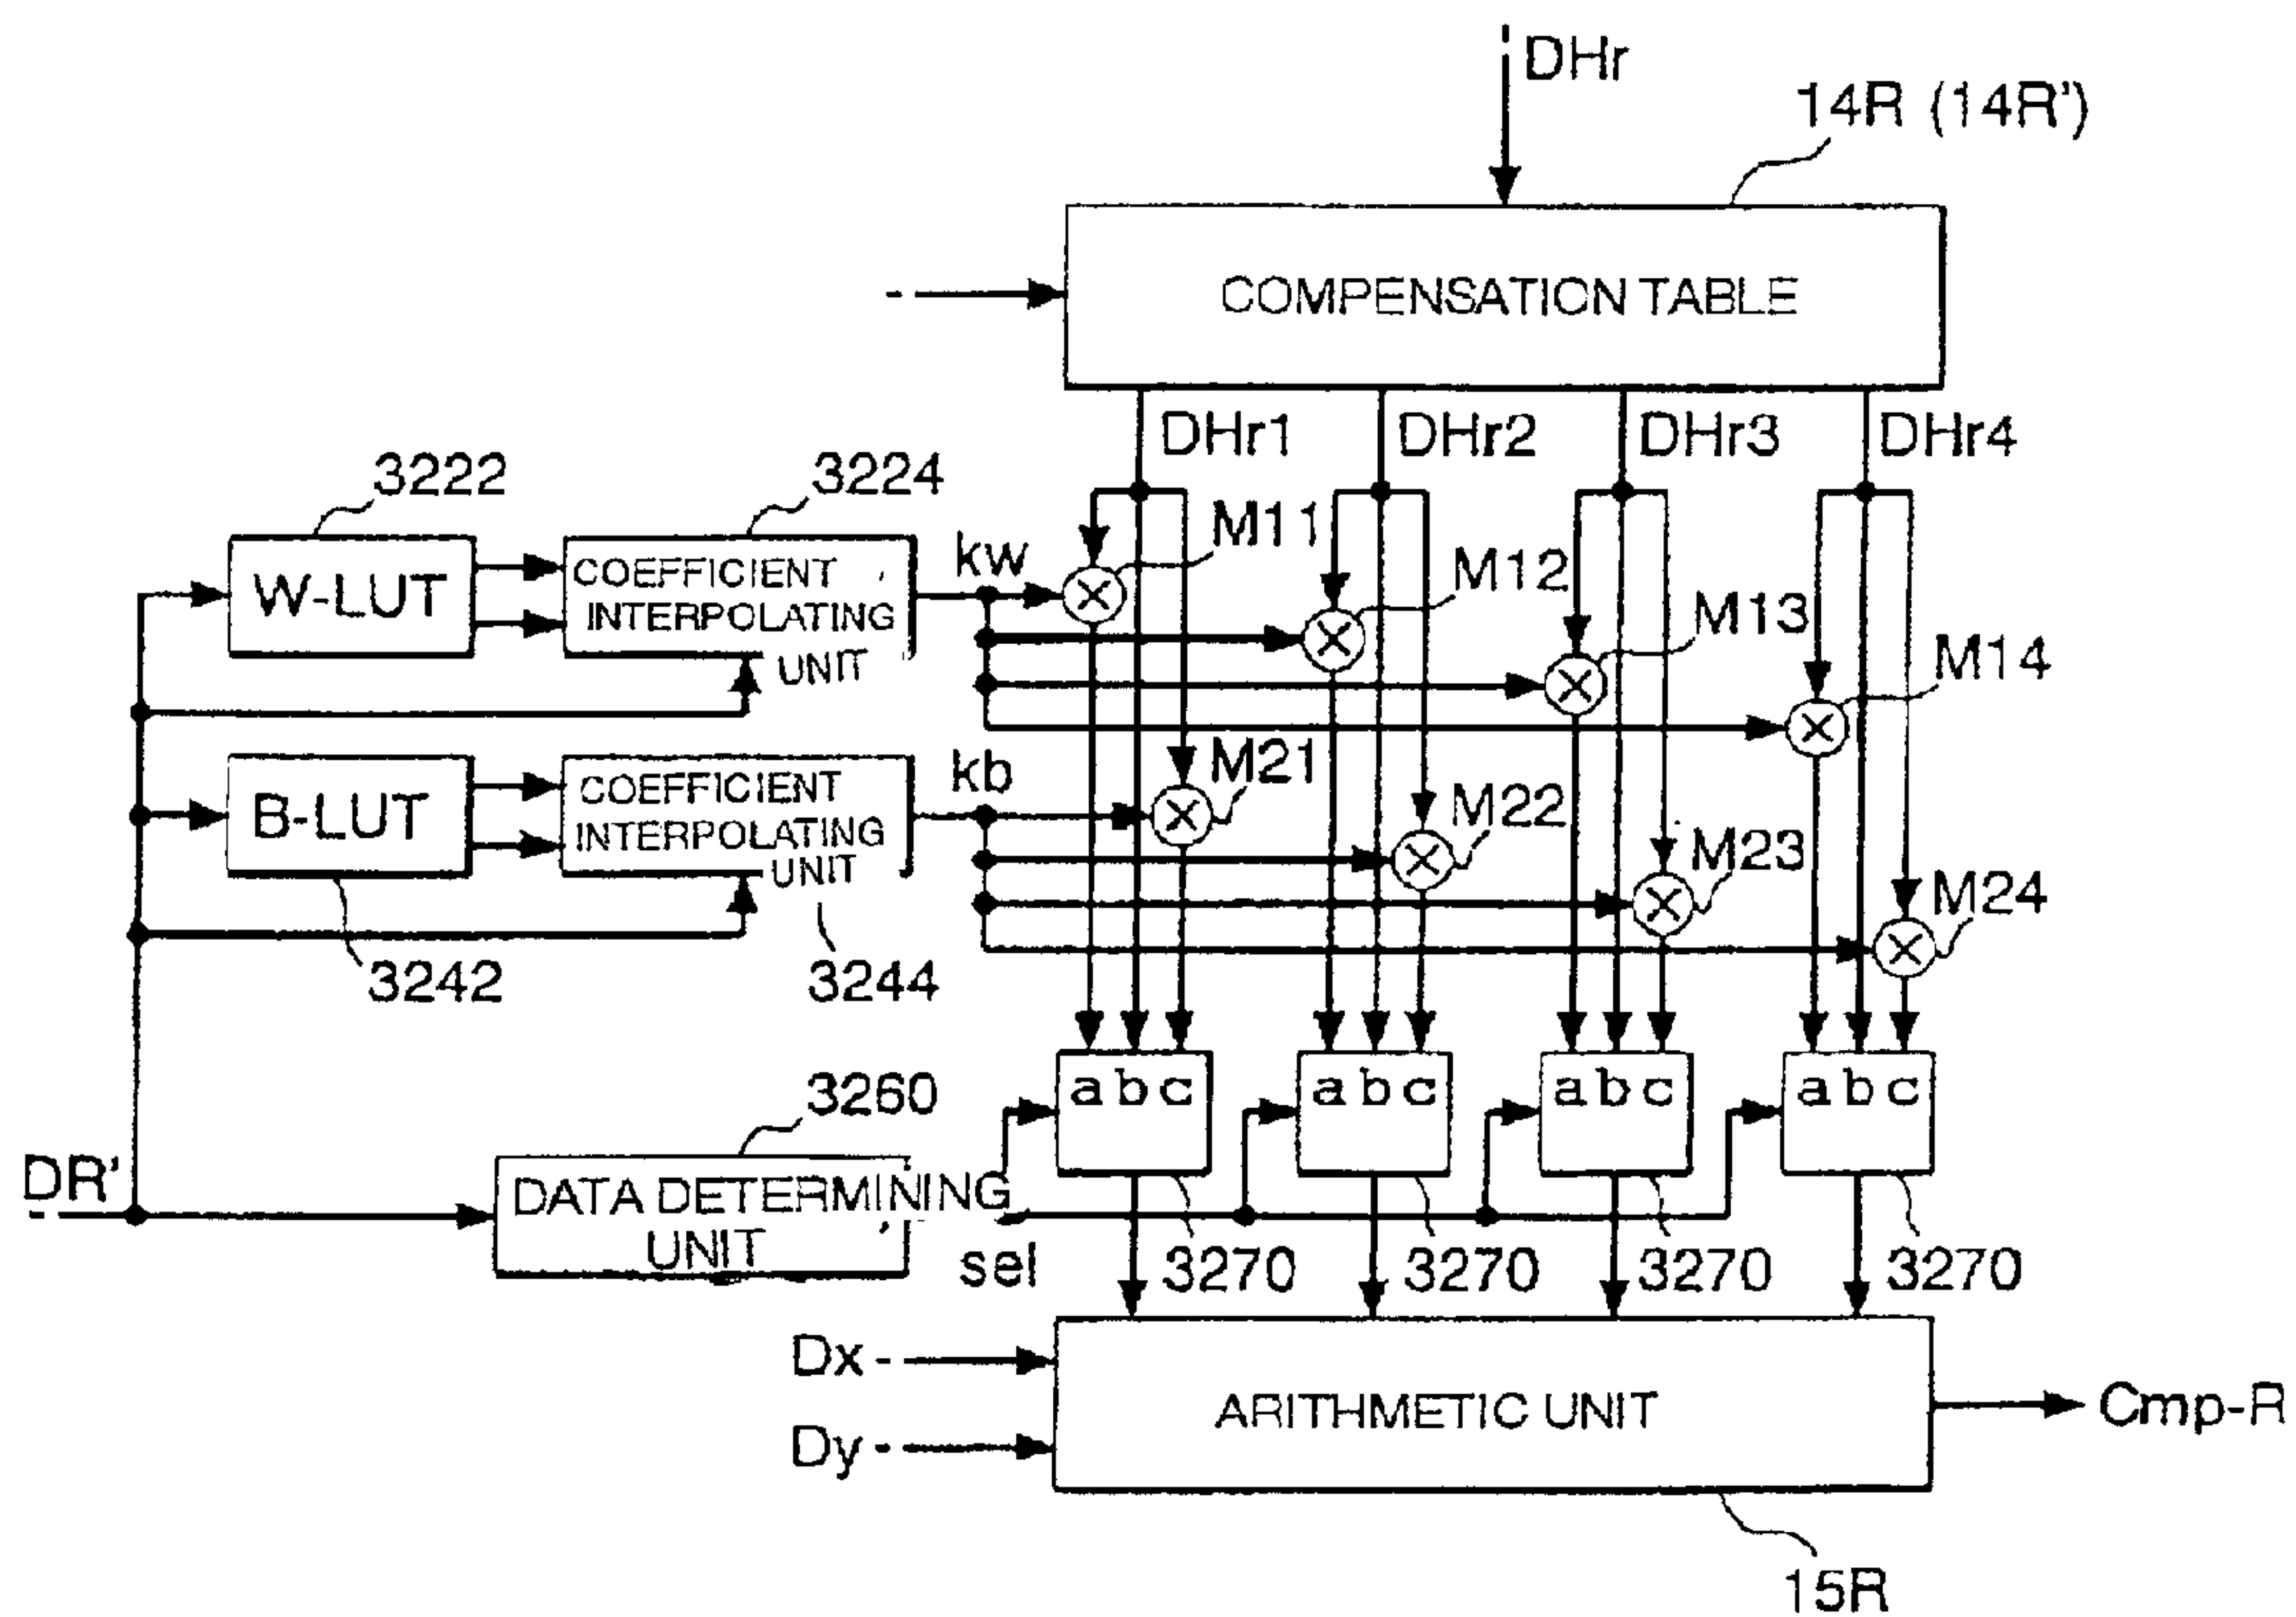 DHr
14R (14R')
COMPENSATION TABLE
DHr1 DHr2 DHr3 DHr4
3222 3224
W-LUT
COEFFICIENT
INTERPOLATING
UNIT
kw
M11
M12
M13
M14
B-LUT
COEFFICIENT
INTERPOLATING
UNIT
kb
M21
M22
M23
M24
3242 3244
a b c a b c a b c a b c
3260
DR'
DATA DETERMINING
UNIT
sel
3270 3270 3270 3270
Dx
Dy
ARITHMETIC UNIT
Cmp-R
15R